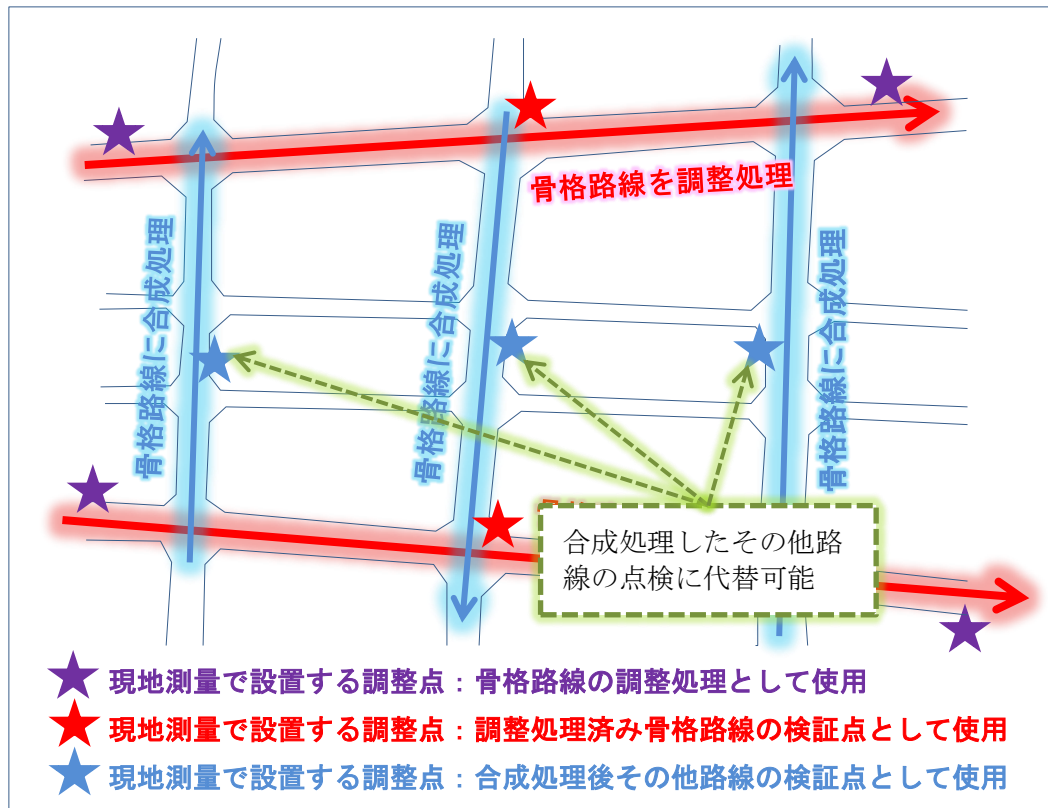 骨格路線を調整処理
骨格路線に合成処理
骨格路線に合成処理
骨格路線に合成処理
合成処理したその他路
線の点検に代替可能
現地測量で設置する調整点：骨格路線の調整処理として使用
現地測量で設置する調整点：調整処理済み骨格路線の検証点として使用
現地測量で設置する調整点：合成処理後その他路線の検証点として使用